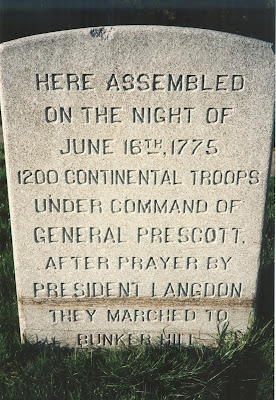 HERE ASSEMBLED
ON THE NIGHT OF
JUNE 16TH, 1775
1200 CONTINENTAL TROOPS
UNDER COMMAND OF
GENERAL PRESCOTT.
AFTER PRAYER BY
PRESIDENT LANGDON
THEY MARCHED TO
BUNKER HILL